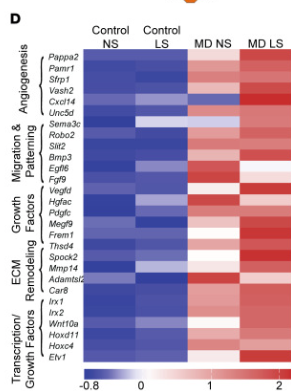 D
Control NS
Control LS
MD NS
MD LS
Angiogenesis
Pappa2
Pamr1
Sfrp1
Vash2
Cxcl14
Unc5d
Migration & Patterning
Sema3c
Robo2
Slit2
Bmp3
Egfl6
Fgf9
Growth Factors
Vegfd
Hgfac
Pdgfc
Megf9
ECM Remodeling
Frem1
Thsd4
Spock2
Mmp14
Adamtsl2
Car8
Transcription/ Growth Factors
Irx1
Irx2
Wnt10a
Hoxd11
Hoxc4
Etv1
-0.8
0
1
2